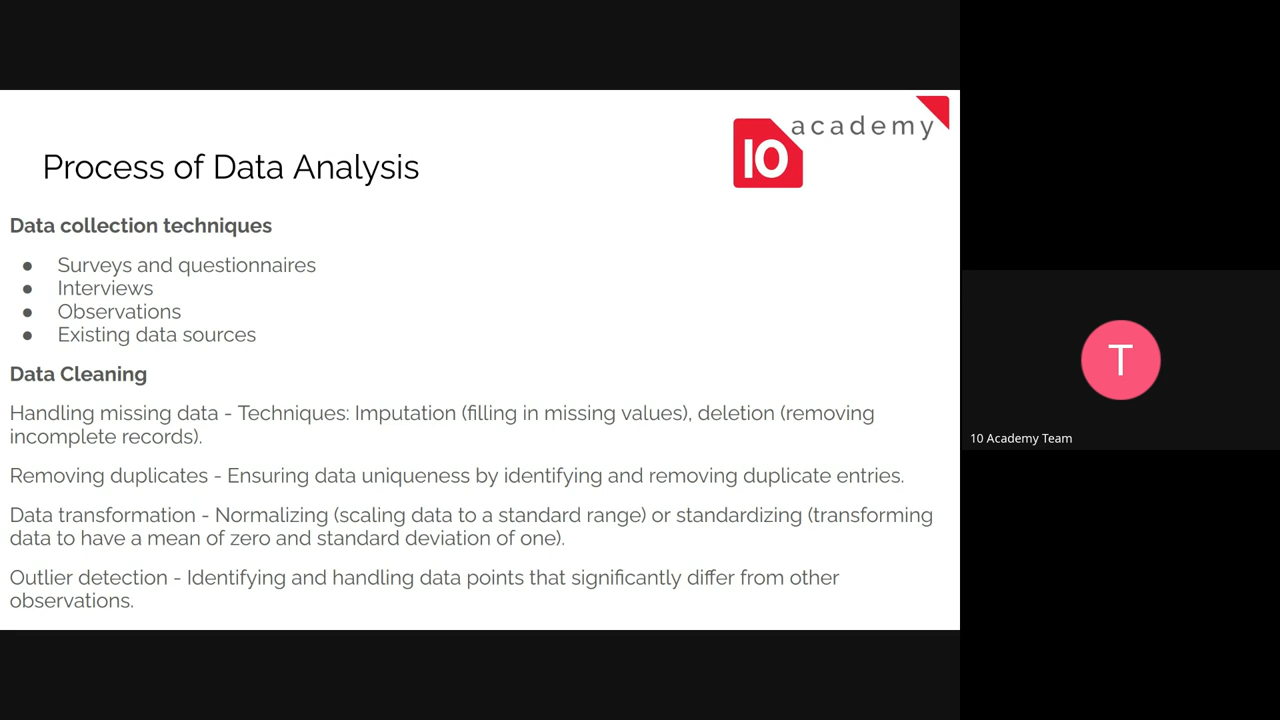 academy
10
Process of Data Analysis
Data collection techniques
● Surveys and questionnaires
● Interviews
● Observations
● Existing data sources
Data Cleaning
Handling missing data - Techniques: Imputation (filling in missing values), deletion (removing
incomplete records).
Removing duplicates - Ensuring data uniqueness by identifying and removing duplicate entries.
Data transformation - Normalizing (scaling data to a standard range) or standardizing (transforming
data to have a mean of zero and standard deviation of one).
Outlier detection - Identifying and handling data points that significantly differ from other
observations.
T
10 Academy Team